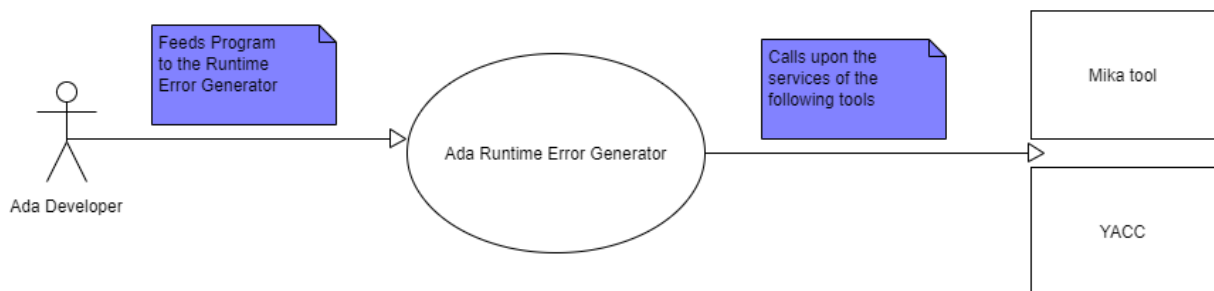 Feeds Program
to the Runtime
Error Generator
Calls upon the
services of the
following tools
Mika tool
Ada Runtime Error Generator
Ada Developer
YACC